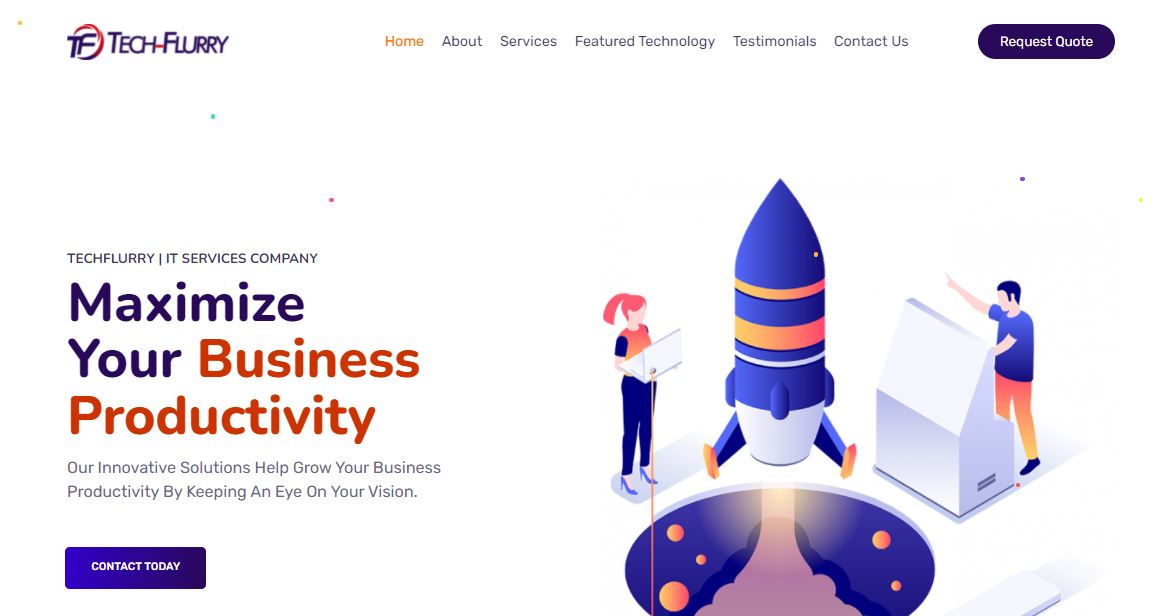 TF TECH-FLURRY
Home About Services Featured Technology Testimonials Contact Us
Request Quote
TECHFLURRY | IT SERVICES COMPANY
Maximize
Your Business
Productivity
Our Innovative Solutions Help Grow Your Business
Productivity By Keeping An Eye On Your Vision.
CONTACT TODAY